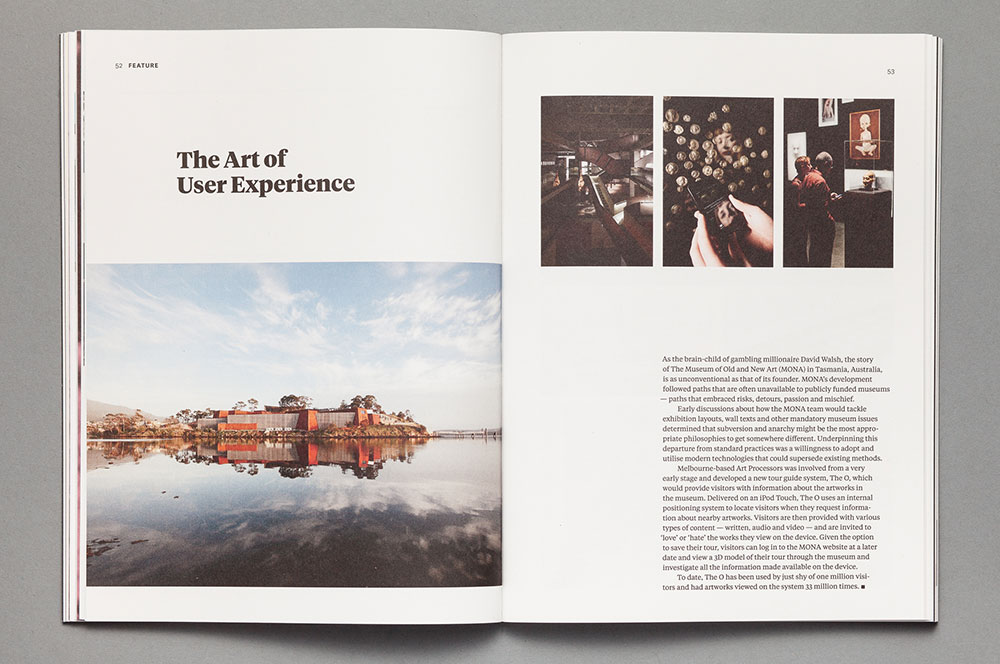 52 FEATURE
The Art of
User Experience
53
As the brain-child of gambling millionaire David Walsh, the story
of The Museum of Old and New Art (MONA) in Tasmania, Australia,
is as unconventional as that of its founder. MONA's development
followed paths that are often unavailable to publicly funded museums
— paths that embraced risks, detours, passion and mischief.
Early discussions about how the MONA team would tackle
exhibition layouts, wall texts and other mandatory museum issues
determined that subversion and anarchy might be the most appro-
priate philosophies to get somewhere different. Underpinning this
departure from standard practices was a willingness to adopt and
utilise modern technologies that could supersede existing methods.
Melbourne-based Art Processors was involved from a very
early stage and developed a new tour guide system, The O, which
would provide visitors with information about the artworks in
the museum. Delivered on an iPod Touch, The O uses an internal
positioning system to locate visitors when they request informa-
tion about nearby artworks. Visitors are then provided with various
types of content — written, audio and video — and are invited to
'love' or 'hate' the works they view on the device. Given the option
to save their tour, visitors can log in to the MONA website at a later
date and view a 3D model of their tour through the museum and
investigate all the information made available on the device.
To date, The O has been used by just shy of one million visi-
tors and had artworks viewed on the system 33 million times. ■